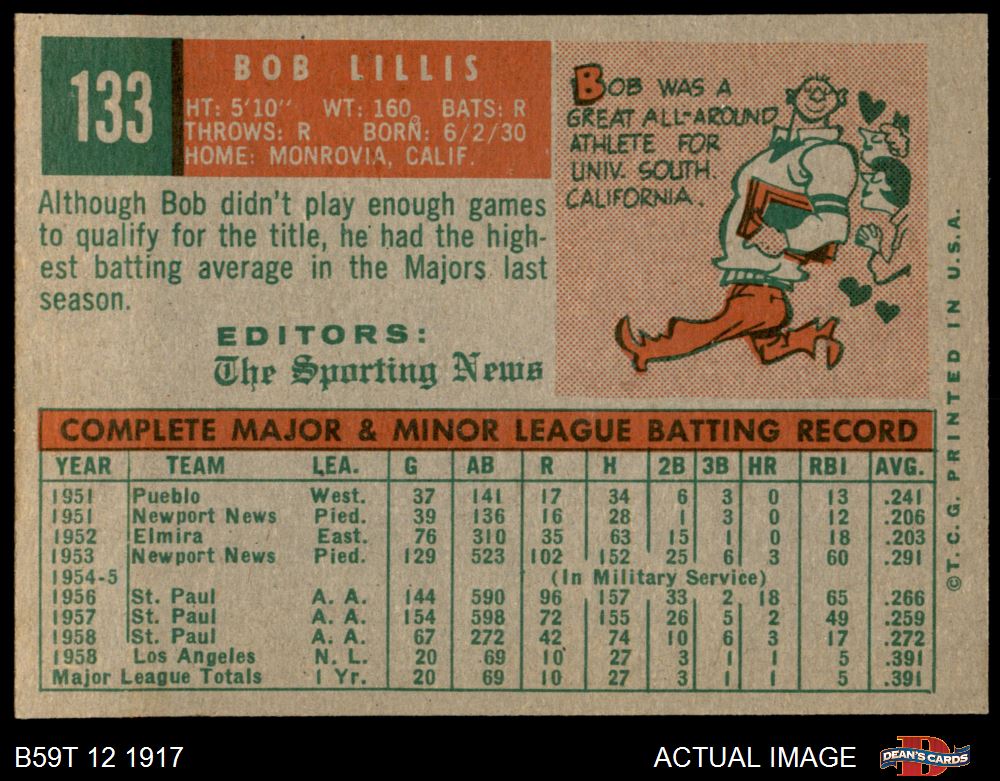 133
BOB LILLIS
HT: 5'10" WT: 160 BATS: R
THROWS: R BORN: 6/2/30
HOME: MONROVIA, CALIF.
BOB WAS A
GREAT ALL-AROUND
ATHLETE FOR
UNIV. SOUTH.
CALIFORNIA.
Although Bob didn't play enough games
to qualify for the title, he had the high-
est batting average in the Majors last
season.
EDITORS:
The Sporting News
COMPLETE MAJOR & MINOR LEAGUE BATTING RECORD
YEAR TEAM LEA. G AB R H 2B 3B HR RBI AVG.
1951 Pueblo West. 37 141 17 34 6 3 0 13 .241
1951 Newport News Pied. 39 136 16 28 1 3 0 12 .206
1952 Elmira East. 76 310 35 63 15 1 0 18 .203
1953 Newport News Pied. 129 523 102 152 25 6 3 60 .291
1954-5 (In Military Service)
1956 St. Paul A. A. 144 590 96 157 33 2 18 65 .266
1957 St. Paul A. A. 154 598 72 155 26 5 2 49 .259
1958 St. Paul A. A. 67 272 42 74 10 6 3 17 .272
1958 Los Angeles N. L. 20 69 10 27 3 1 1 5 .391
Major League Totals 1 Yr. 20 69 10 27 3 1 1 5 .391
©T.C.G. PRINTED IN U.S.A.
B59T 12 1917
ACTUAL IMAGE
DEAN'S CARDS